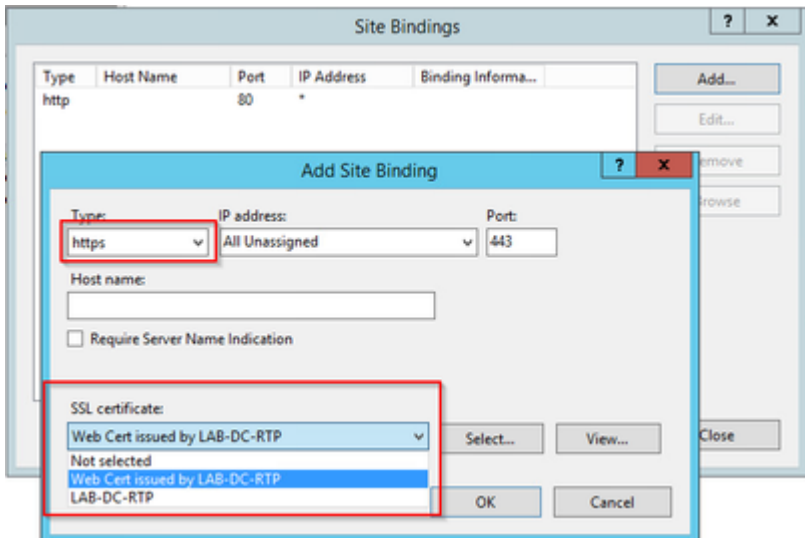 Site Bindings
? x
Type Host Name Port IP Address Binding Informa...
http 80 *
Add...
Edit...
emove
rowse
Add Site Binding
? x
Type: IP address: Port:
https All Unassigned 443
Host name:
Require Server Name Indication
SSL certificate:
Web Cert issued by LAB-DC-RTP Select... View...
Not selected
Web Cert issued by LAB-DC-RTP
LAB-DC-RTP
OK Cancel
Close